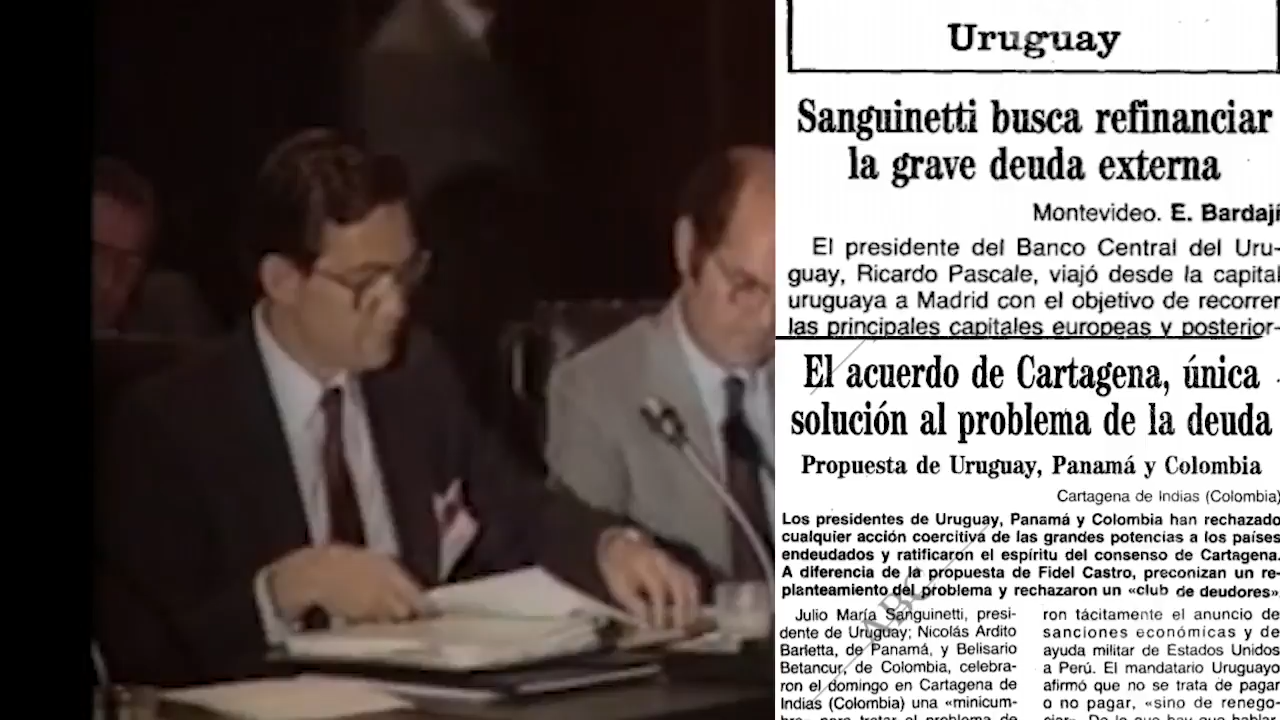 Uruguay
Sanguinetti busca refinanciar
la grave deuda externa
Montevideo. E. Bardají
El presidente del Banco Central del Uru-
guay, Ricardo Pascale, viajó desde la capital
uruguaya a Madrid con el objetivo de recorrer
las principales capitales europeas y posterior-
El acuerdo de Cartagena, única
solución al problema de la deuda
Propuesta de Uruguay, Panamá y Colombia
Cartagena de Indias (Colombia)
Los presidentes de Uruguay, Panamá y Colombia han rechazado
cualquier acción coercitiva de las grandes potencias a los países
endeudados y ratificaron el espíritu del consenso de Cartagena.
A diferencia de la propuesta de Fidel Castro, preconizan un re-
planteamiento del problema y rechazaron un «club de deudores»
Julio María Sanguinetti, presi-
dente de Uruguay; Nicolás Ardito
Barletta, de Panamá, y Belisario
Betancur, de Colombia, celebra-
ron el domingo en Cartagena de
Indias (Colombia) una «minicum-
ron tácitamente el anuncio de
sanciones económicas y de
ayuda militar de Estados Unidos
a Perú. El mandatario Uruguayo
afirmó que no se trata de pagar
o no pagar, «sino de renego-
ABC